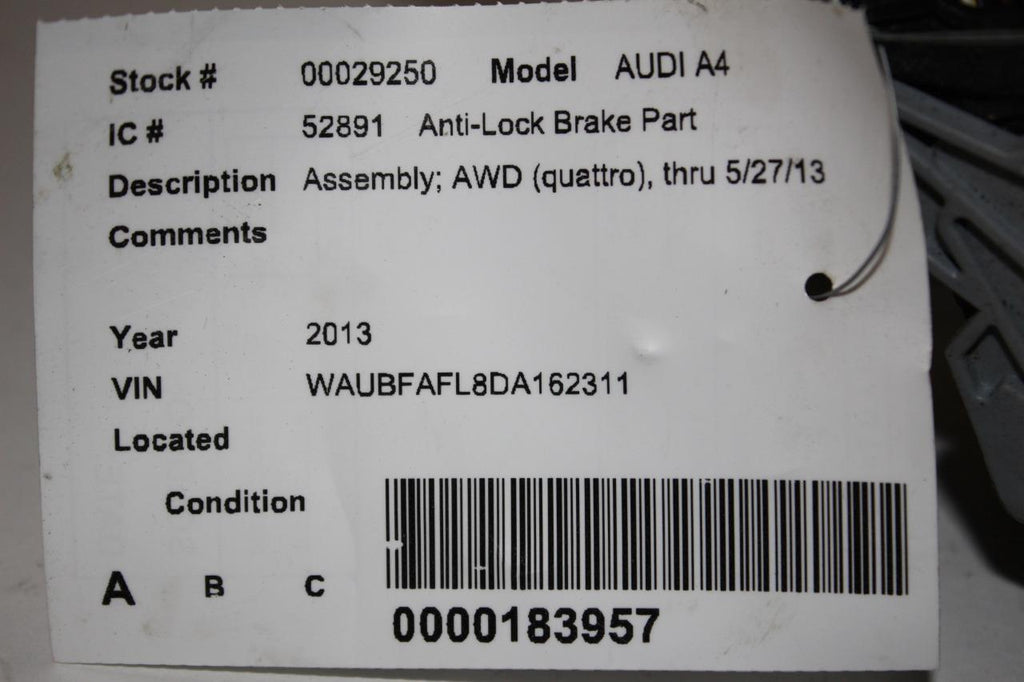 Stock # 00029250 Model AUDI A4
IC # 52891 Anti-Lock Brake Part
Description Assembly; AWD (quattro), thru 5/27/13
Comments
Year 2013
VIN WAUBFAFL8DA162311
Located
Condition
A B C
0000183957